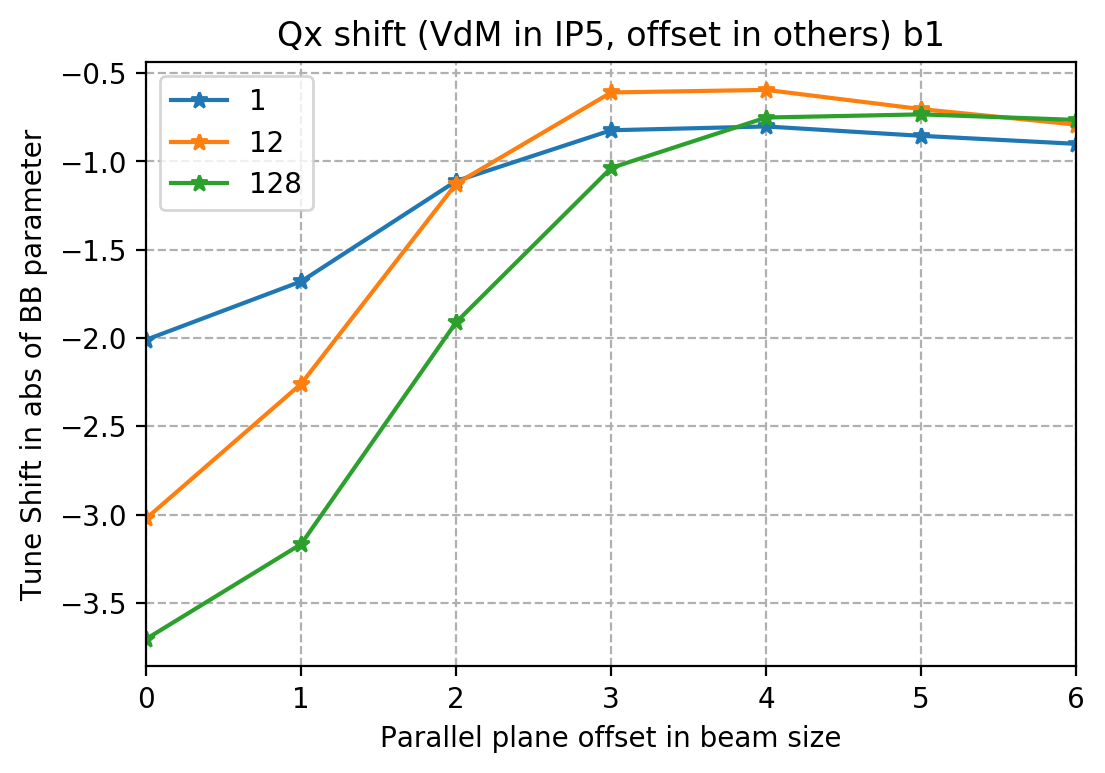 Qx shift (VdM in IP5, offset in others) b1
Tune Shift in abs of BB parameter
−0.5
−1.0
−1.5
−2.0
−2.5
−3.0
−3.5
1
12
128
0 1 2 3 4 5 6
Parallel plane offset in beam size